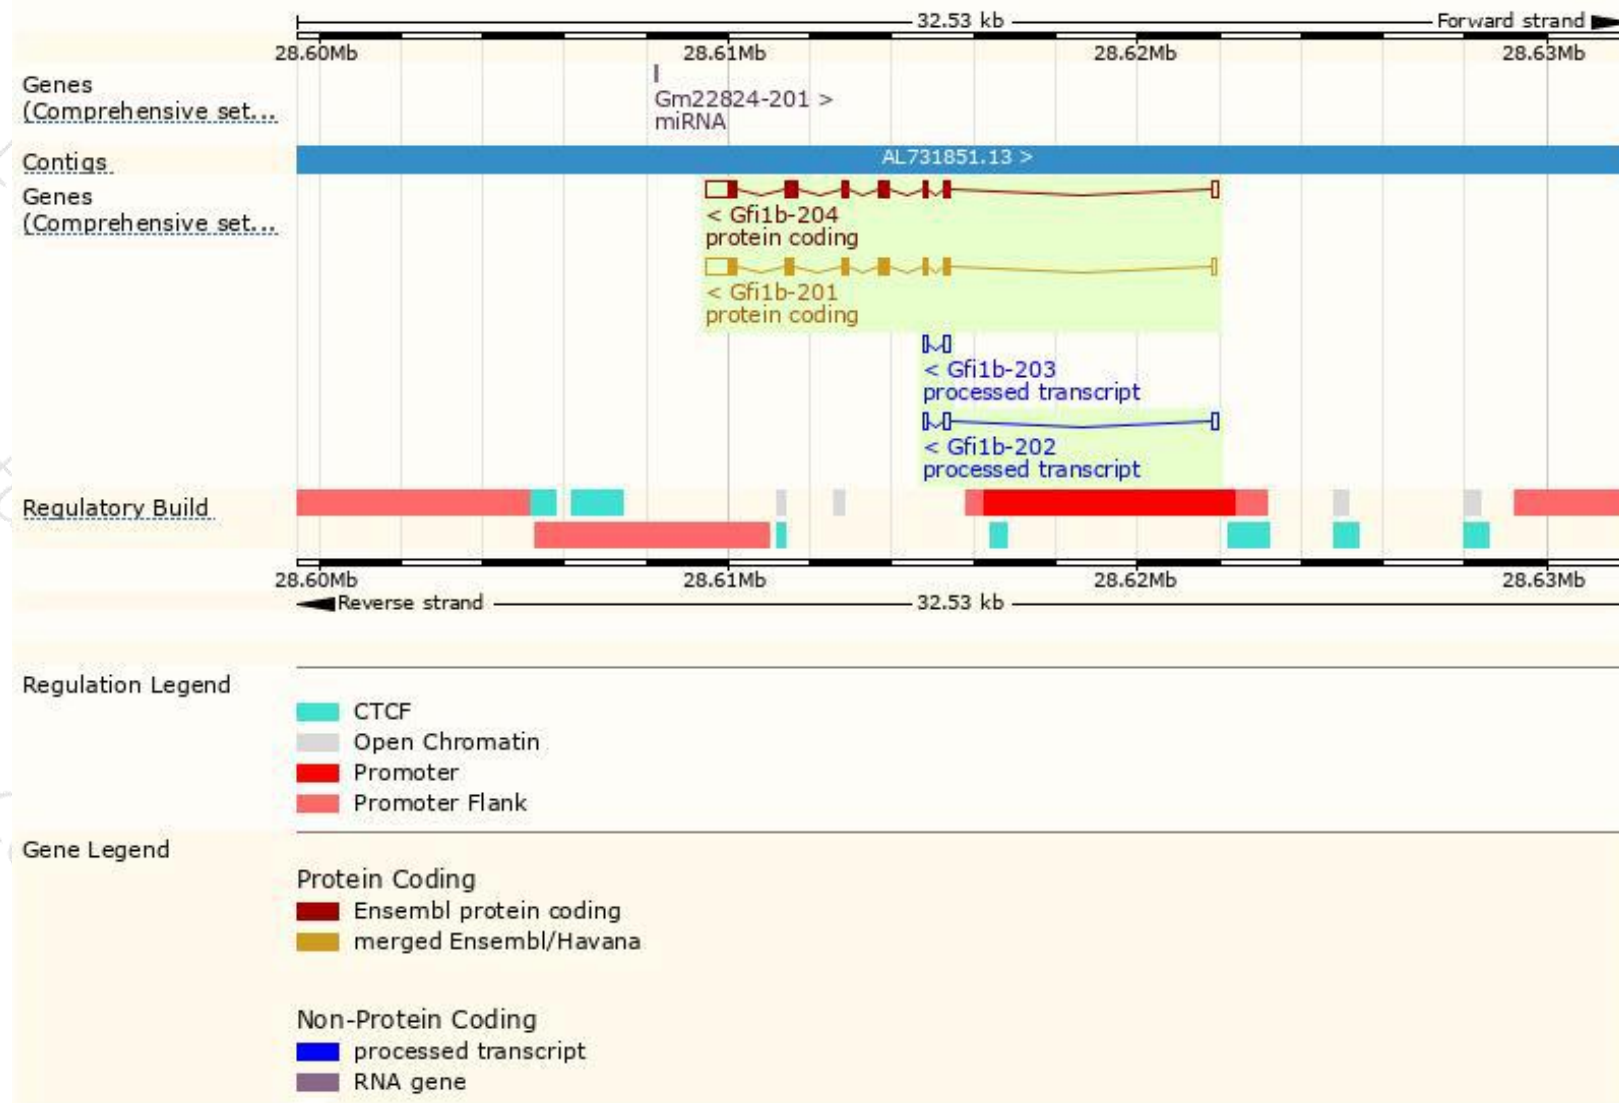 32.53 kb Forward strand
28.60Mb 28.61Mb 28.62Mb 28.63Mb
Genes
(Comprehensive set...
Gm22824-201 >
miRNA
Contigs AL731851.13 >
Genes
(Comprehensive set...
< Gfi1b-204
protein coding
< Gfi1b-201
protein coding
< Gfi1b-203
processed transcript
< Gfi1b-202
processed transcript
Regulatory Build
28.60Mb 28.61Mb 28.62Mb 28.63Mb
Reverse strand 32.53 kb
Regulation Legend
CTCF
Open Chromatin
Promoter
Promoter Flank
Gene Legend
Protein Coding
Ensembl protein coding
merged Ensembl/Havana
Non-Protein Coding
processed transcript
RNA gene